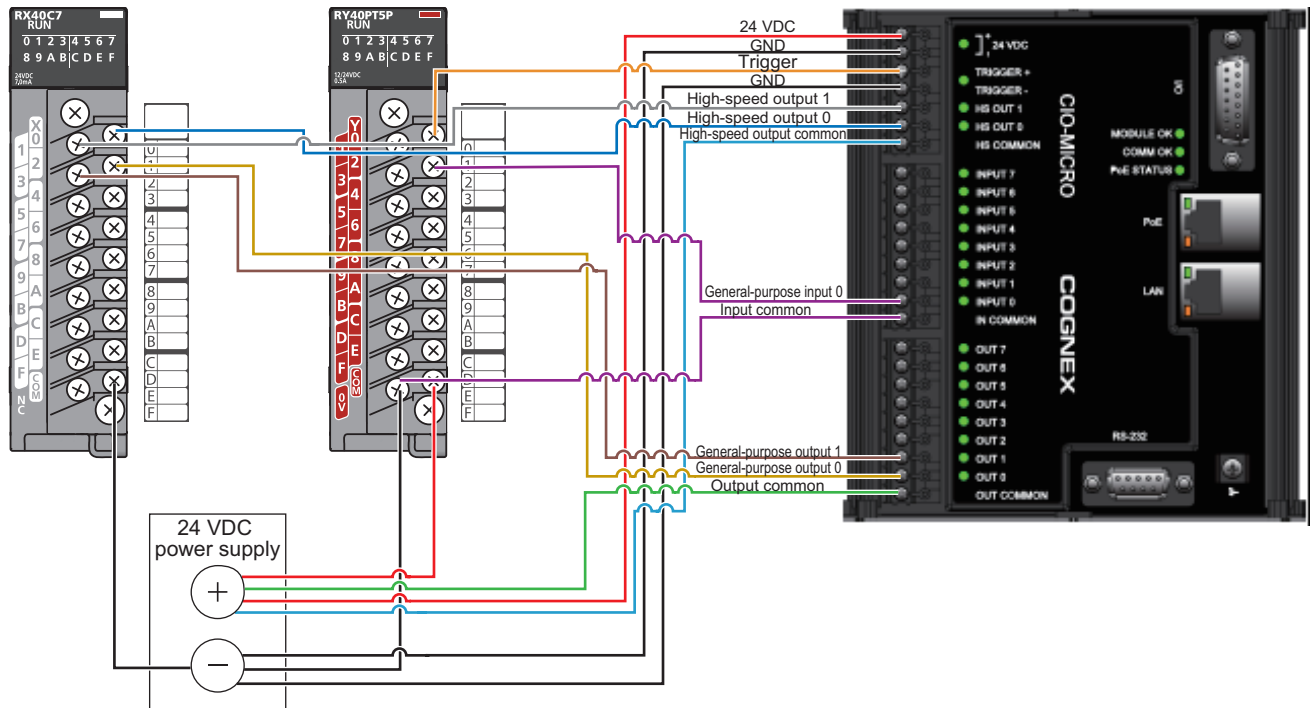 RX40C7
RUN
0 1 2 3 4 5 6 7
8 9 A B C D E F
24VDC
7,0mA
X
0
1
2
3
4
5
6
7
8
9
A
B
C
D
E
F
COM
NC
0
1
2
3
4
5
6
7
8
9
A
B
C
D
E
F
RY40PT5P
RUN
0 1 2 3 4 5 6 7
8 9 A B C D E F
12/24VDC
0.5A
Y
0
2
3
4
5
6
7
8
9
A
B
C
D
E
F
COM
0V
0
1
2
3
4
5
6
7
8
9
A
B
C
D
E
F
24 VDC
GND
Trigger
GND
High-speed output 1
High-speed output 0
High-speed output common
General-purpose input 0
Input common
General-purpose output 1
General-purpose output 0
Output common
24 VDC
power supply
+
−
24 VDC
TRIGGER +
TRIGGER -
HS OUT 1
HS OUT 0
HS COMMON
INPUT 7
INPUT 6
INPUT 5
INPUT 4
INPUT 3
INPUT 2
INPUT 1
INPUT 0
IN COMMON
OUT 7
OUT 6
OUT 5
OUT 4
OUT 3
OUT 2
OUT 1
OUT 0
OUT COMMON
CIO-MICRO
COGNEX
MODULE OK
COMM OK
PoE STATUS
PoE
LAN
RS-232